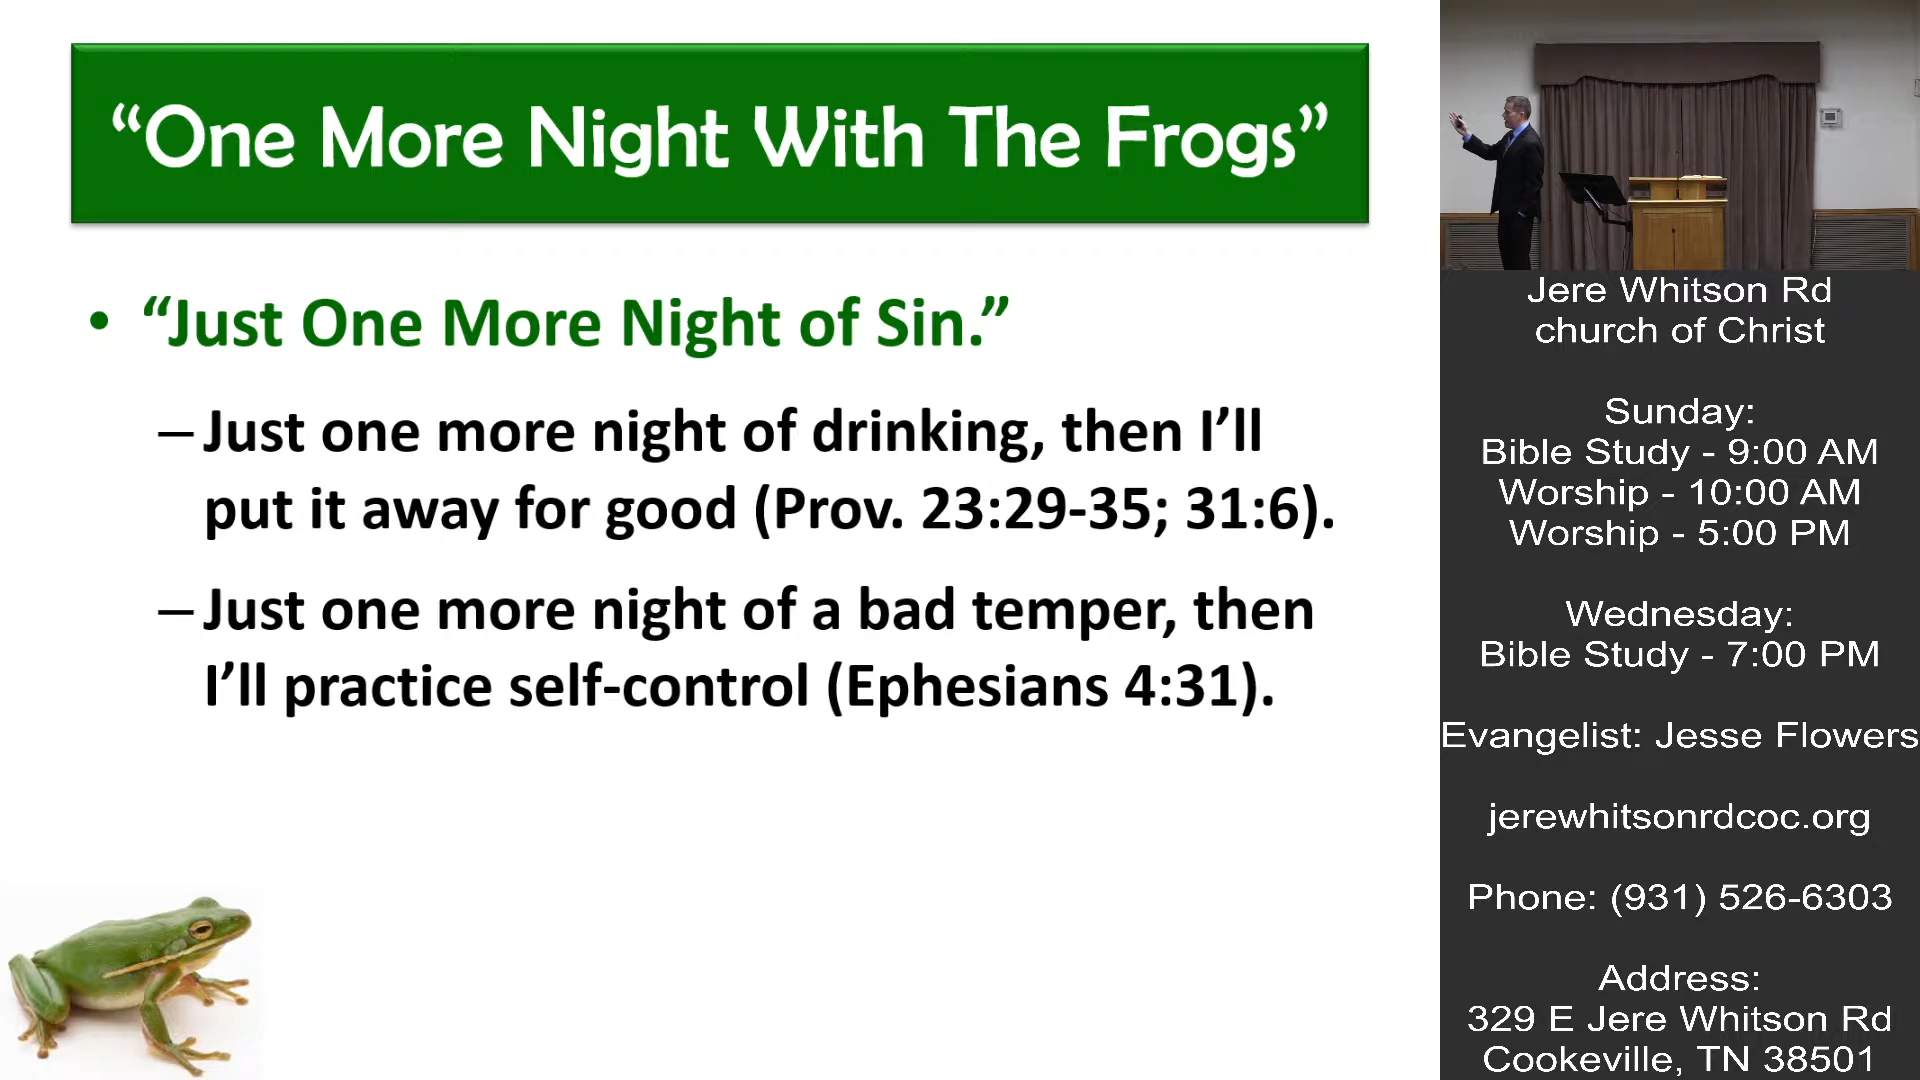 “One More Night With The Frogs”
• “Just One More Night of Sin.”
– Just one more night of drinking, then I’ll
put it away for good (Prov. 23:29-35; 31:6).
– Just one more night of a bad temper, then
I’ll practice self-control (Ephesians 4:31).
Jere Whitson Rd
church of Christ
Sunday:
Bible Study - 9:00 AM
Worship - 10:00 AM
Worship - 5:00 PM
Wednesday:
Bible Study - 7:00 PM
Evangelist: Jesse Flowers
jerewhitsonrdcoc.org
Phone: (931) 526-6303
Address:
329 E Jere Whitson Rd
Cookeville, TN 38501